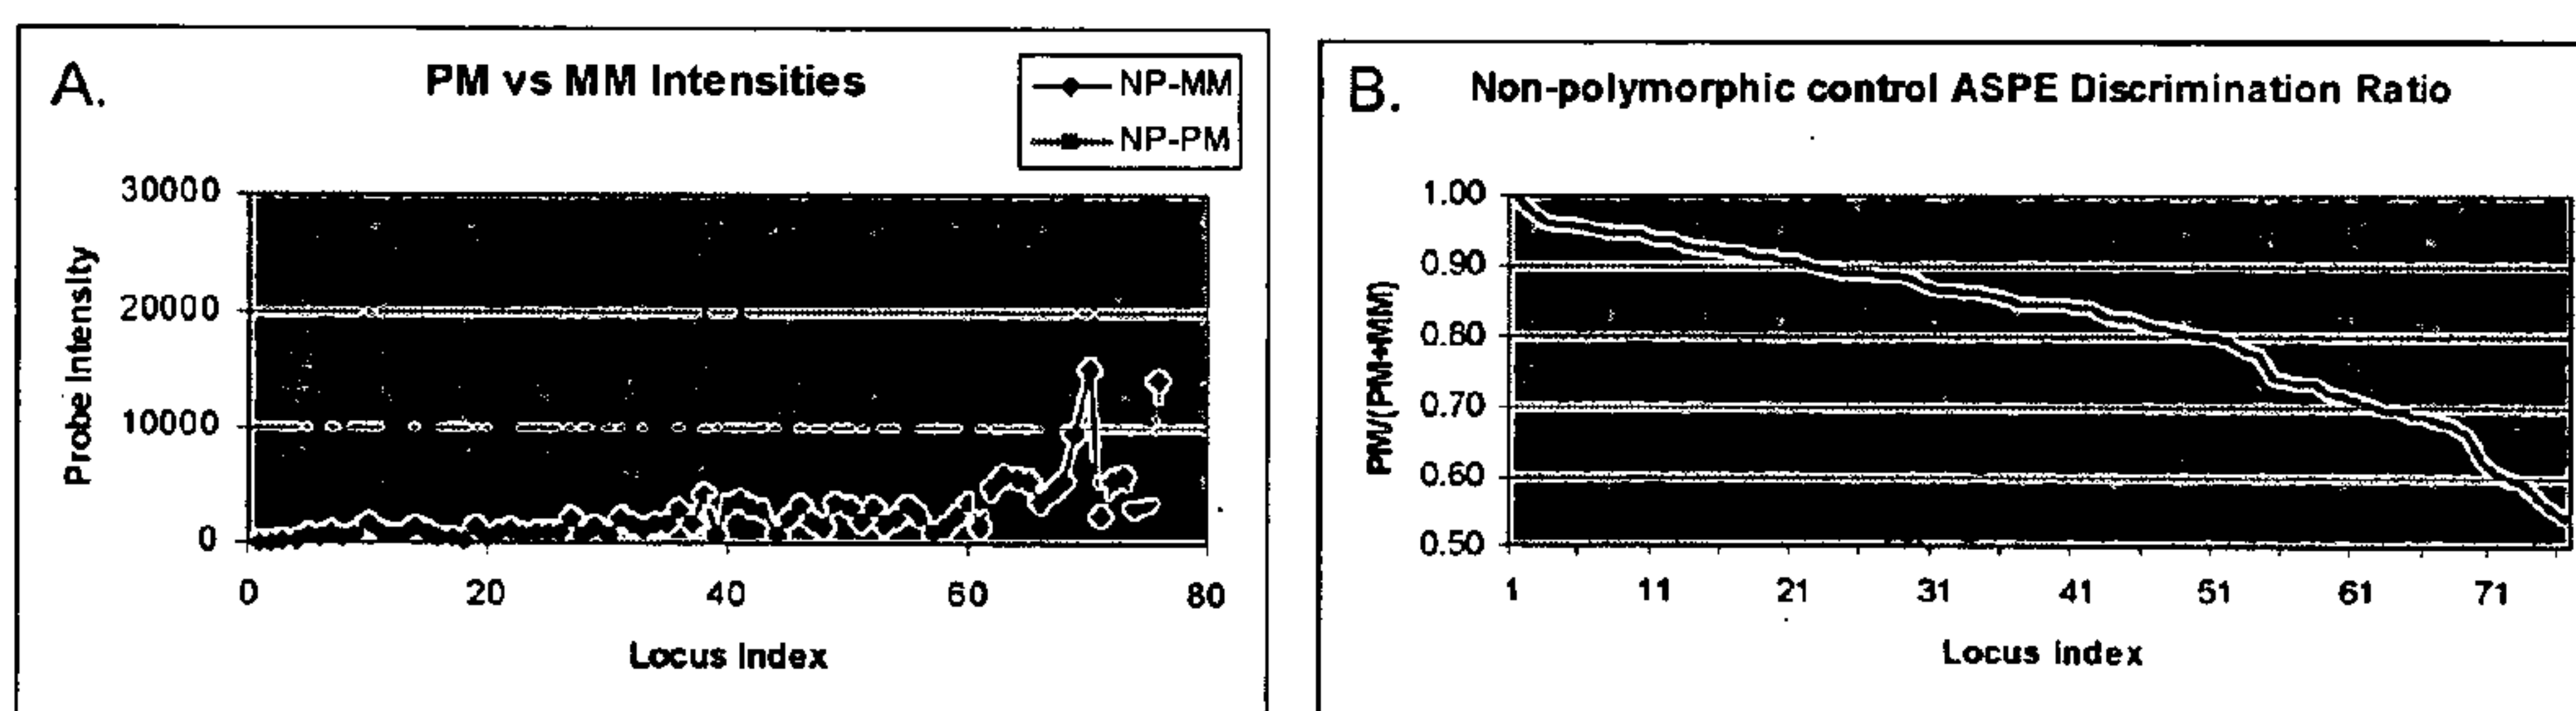 A.
PM vs MM Intensities
NP-MM
NP-PM
30000
20000
10000
0
Probe Intensity
0 20 40 60 80
Locus Index
B.
Non-polymorphic control ASPE Discrimination Ratio
1.00
0.90
0.80
0.70
0.60
0.50
PM/(PM+MM)
1 11 21 31 41 51 61 71
Locus index